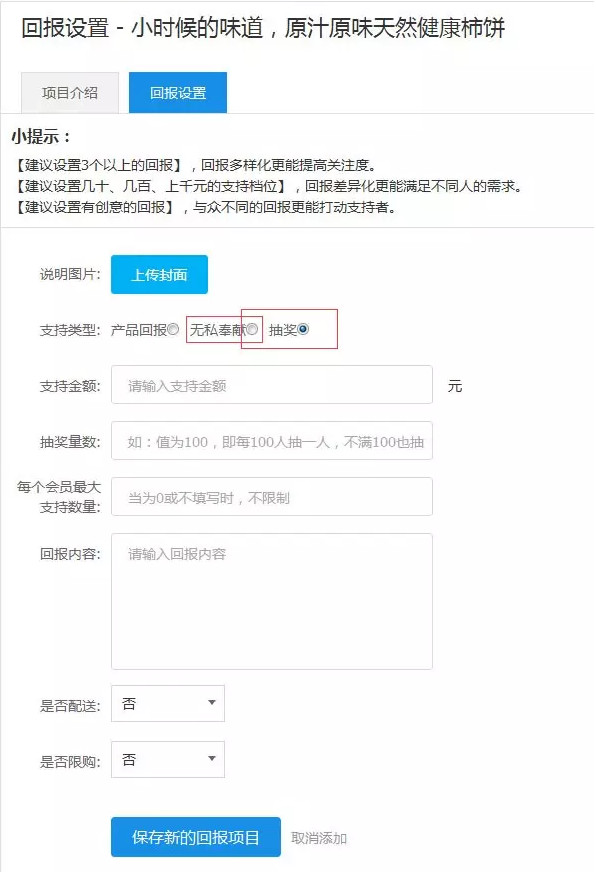 回报设置 - 小时候的味道，原汁原味天然健康柿饼
项目介绍
回报设置
小提示：
【建议设置3个以上的回报】，回报多样化更能提高关注度。
【建议设置几十、几百、上千元的支持档位】，回报差异化更能满足不同人的需求。
【建议设置有创意的回报】，与众不同的回报更能打动支持者。
说明图片: 上传封面
支持类型: 产品回报 无私奉献 抽奖
支持金额: 请输入支持金额 元
抽奖量数: 如：值为100，即每100人抽一人，不满100也抽
每个会员最大
支持数量: 当为0或不填写时，不限制
回报内容: 请输入回报内容
是否配送: 否
是否限购: 否
保存新的回报项目 取消添加